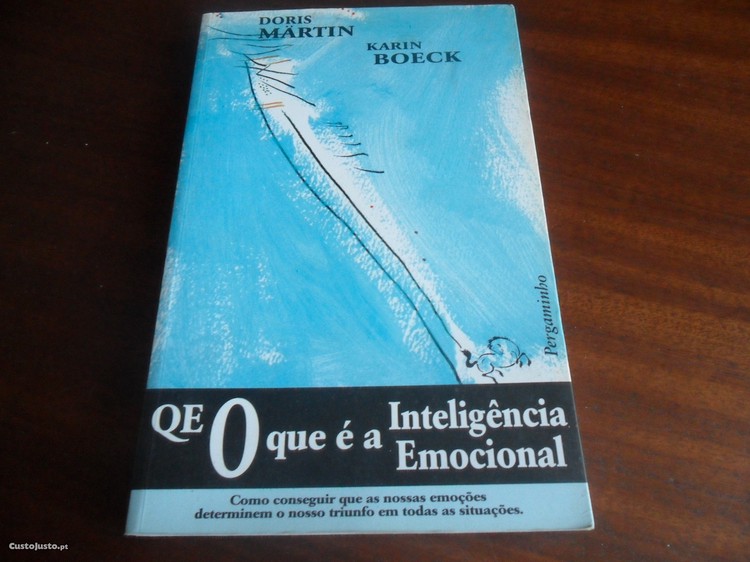 DORIS
MÄRTIN
KARIN
BOECK
Pergaminho
QE O que é a Inteligência
Emocional
Como conseguir que as nossas emoções
determinem o nosso triunfo em todas as situações.
CustoJusto.pt